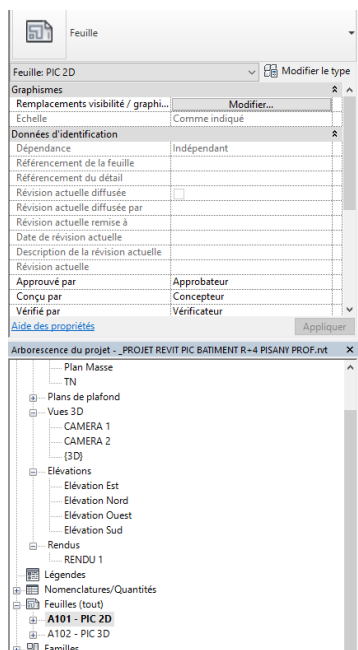 Feuille
Feuille: PIC 2D
Modifier le type
Graphismes
Remplacements visibilité / graphi... Modifier...
Echelle Comme indiqué
Données d'identification
Dépendance Indépendant
Référencement de la feuille
Référencement du détail
Révision actuelle diffusée
Révision actuelle diffusée par
Révision actuelle remise à
Date de révision actuelle
Description de la révision actuelle
Révision actuelle
Approuvé par Approbateur
Conçu par Concepteur
Vérifié par Vérificateur
Aide des propriétés Appliquer
Arborescence du projet - _PROJET REVIT PIC BATIMENT R+4 PISANY PROF.rvt
Plan Masse
TN
Plans de plafond
Vues 3D
CAMERA 1
CAMERA 2
{3D}
Elévations
Elévation Est
Elévation Nord
Elévation Ouest
Elévation Sud
Rendus
RENDU 1
Légendes
Nomenclatures/Quantités
Feuilles (tout)
A101 - PIC 2D
A102 - PIC 3D
Familles